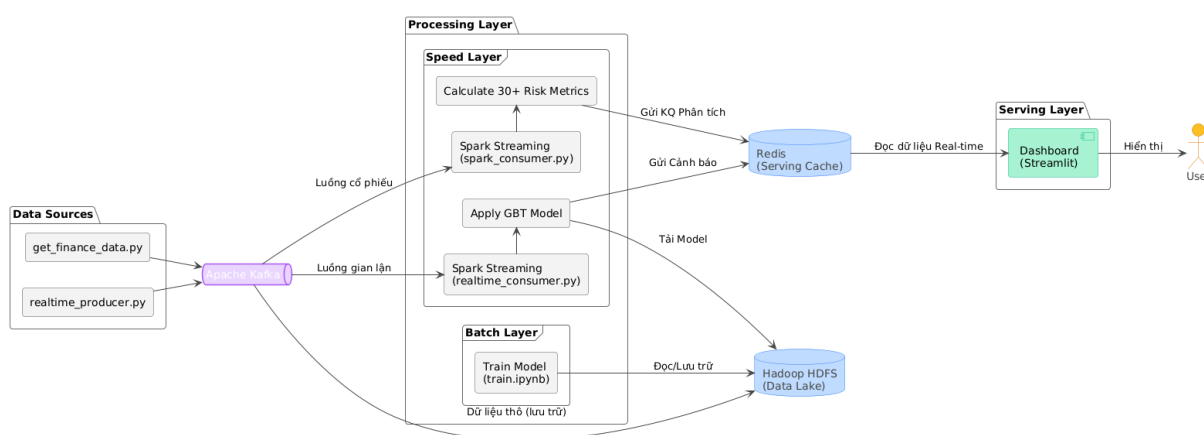 Processing Layer
Speed Layer
Calculate 30+ Risk Metrics
Gửi KQ Phân tích
Spark Streaming
(spark_consumer.py)
Luồng cổ phiếu
Redis
(Serving Cache)
Gửi Cảnh báo
Đọc dữ liệu Real-time
Serving Layer
Dashboard
(Streamlit)
Hiển thị
Use
Data Sources
get_finance_data.py
realtime_producer.py
Apache Kafka
Luồng gian lận
Apply GBT Model
Tải Model
Spark Streaming
(realtime_consumer.py)
Batch Layer
Train Model
(train.ipynb)
Đọc/Lưu trữ
Hadoop HDFS
(Data Lake)
Dữ liệu thô (lưu trữ)